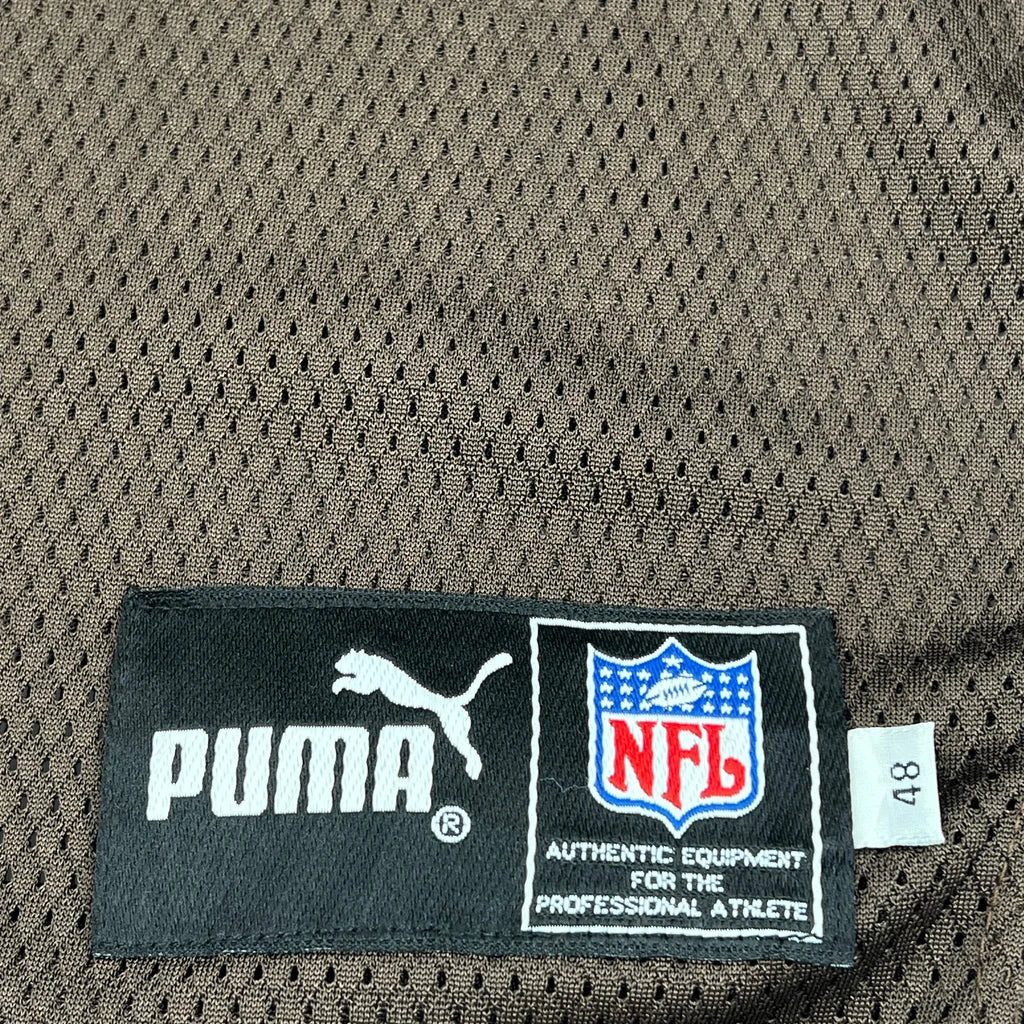 PUMA®
NFL
AUTHENTIC EQUIPMENT
FOR THE
PROFESSIONAL ATHLETE
48